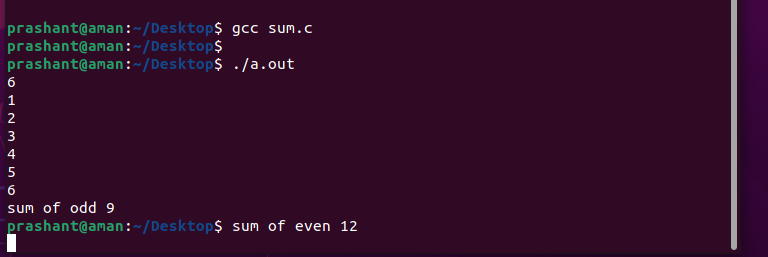 prashant@aman:~/Desktop$ gcc sum.c
prashant@aman:~/Desktop$
prashant@aman:~/Desktop$ ./a.out
6
1
2
3
4
5
6
sum of odd 9
prashant@aman:~/Desktop$ sum of even 12